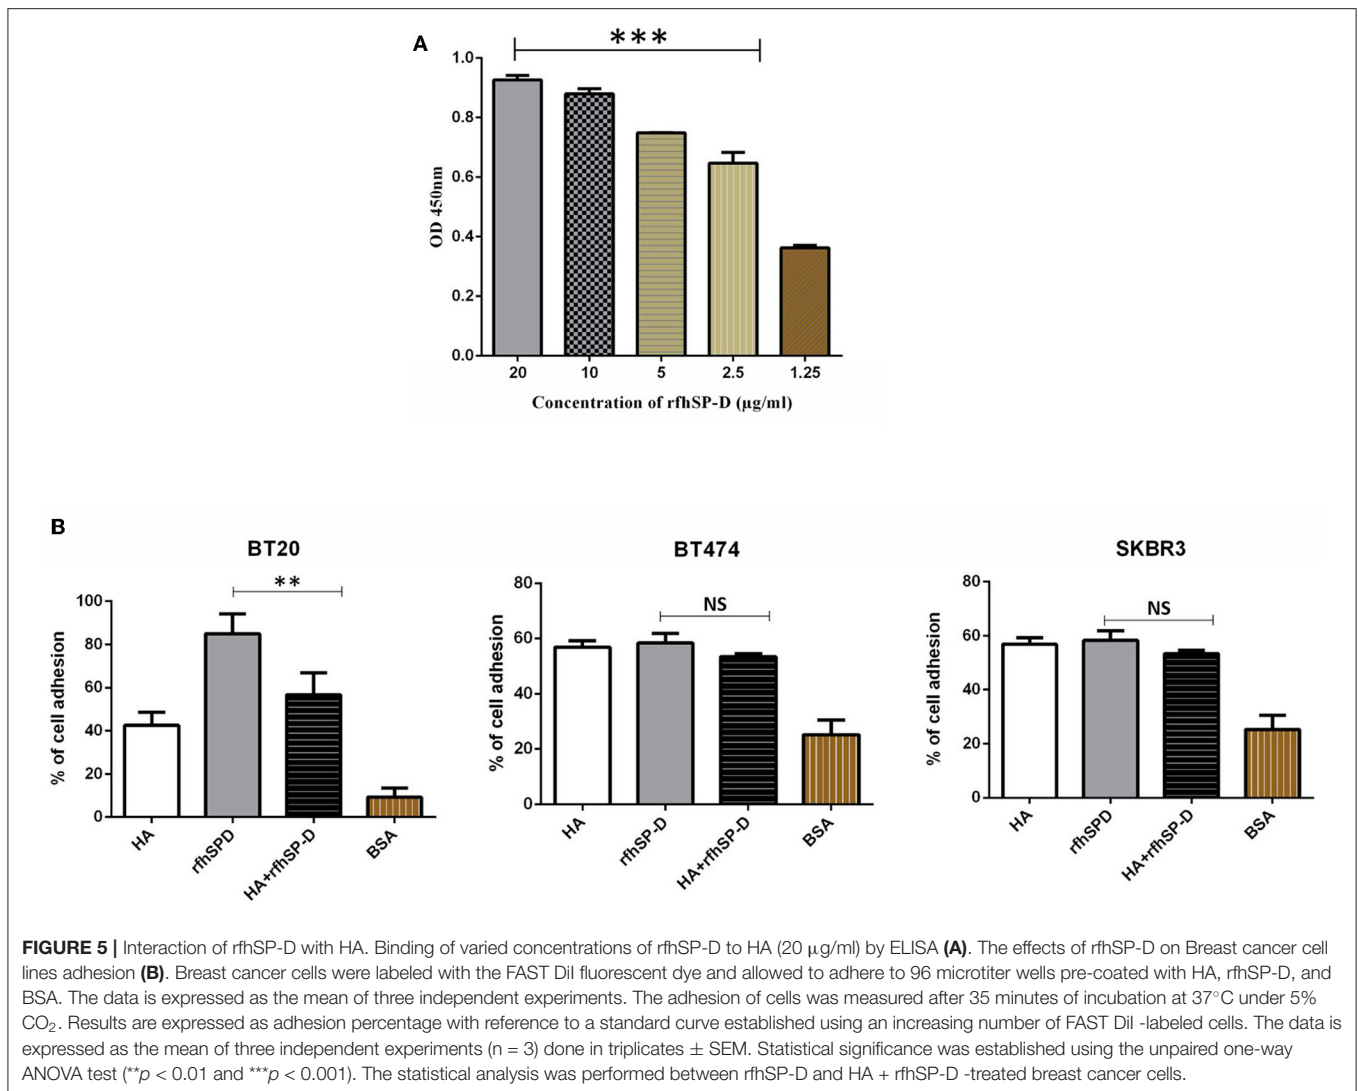 A
***
1.0
0.8
0.6
0.4
0.2
0.0
OD 450nm
20 10 5 2.5 1.25
Concentration of rfhSP-D (µg/ml)
B
BT20
**
100
80
60
40
20
0
% of cell adhesion
HA rfhSPD HA+rfhSP-D BSA
BT474
NS
80
60
40
20
0
% of cell adhesion
HA rfhSP-D HA+rfhSP-D BSA
SKBR3
NS
80
60
40
20
0
% of cell adhesion
HA rfhSP-D HA+rfhSP-D BSA
FIGURE 5 | Interaction of rfhSP-D with HA. Binding of varied concentrations of rfhSP-D to HA (20 µg/ml) by ELISA (A). The effects of rfhSP-D on Breast cancer cell
lines adhesion (B). Breast cancer cells were labeled with the FAST DiI fluorescent dye and allowed to adhere to 96 microtiter wells pre-coated with HA, rfhSP-D, and
BSA. The data is expressed as the mean of three independent experiments. The adhesion of cells was measured after 35 minutes of incubation at 37°C under 5%
CO₂. Results are expressed as adhesion percentage with reference to a standard curve established using an increasing number of FAST DiI -labeled cells. The data is
expressed as the mean of three independent experiments (n = 3) done in triplicates ± SEM. Statistical significance was established using the unpaired one-way
ANOVA test (**p < 0.01 and ***p < 0.001). The statistical analysis was performed between rfhSP-D and HA + rfhSP-D -treated breast cancer cells.